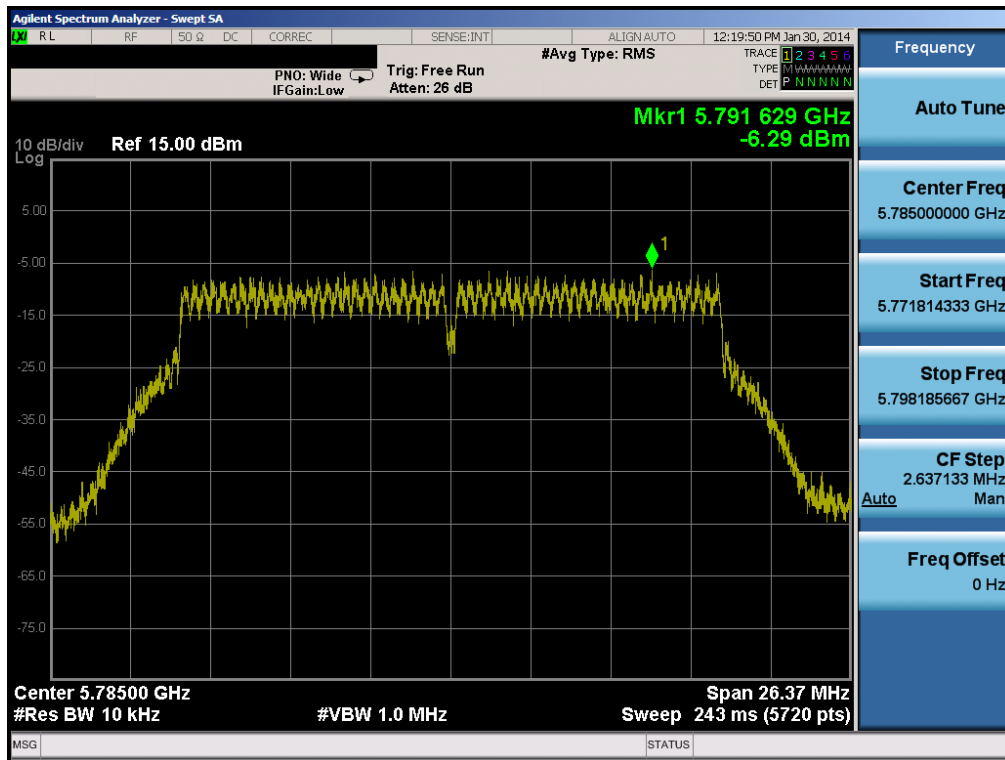 Agilent Spectrum Analyzer - Swept SA
LXI RL RF 50 Ω DC CORREC SENSE:INT ALIGN AUTO 12:19:50 PM Jan 30, 2014
#Avg Type: RMS
TRACE 1 2 3 4 5 6
TYPE M W W W W W
DET P N N N N N
PNO: Wide
IFGain:Low
Trig: Free Run
Atten: 26 dB
Mkr1 5.791 629 GHz
-6.29 dBm
10 dB/div
Log
Ref 15.00 dBm
5.00
-5.00
-15.0
-25.0
-35.0
-45.0
-55.0
-65.0
-75.0
1
Center 5.78500 GHz
Span 26.37 MHz
#Res BW 10 kHz
#VBW 1.0 MHz
Sweep 243 ms (5720 pts)
MSG
STATUS
Frequency
Auto Tune
Center Freq
5.785000000 GHz
Start Freq
5.771814333 GHz
Stop Freq
5.798185667 GHz
CF Step
2.637133 MHz
Auto Man
Freq Offset
0 Hz